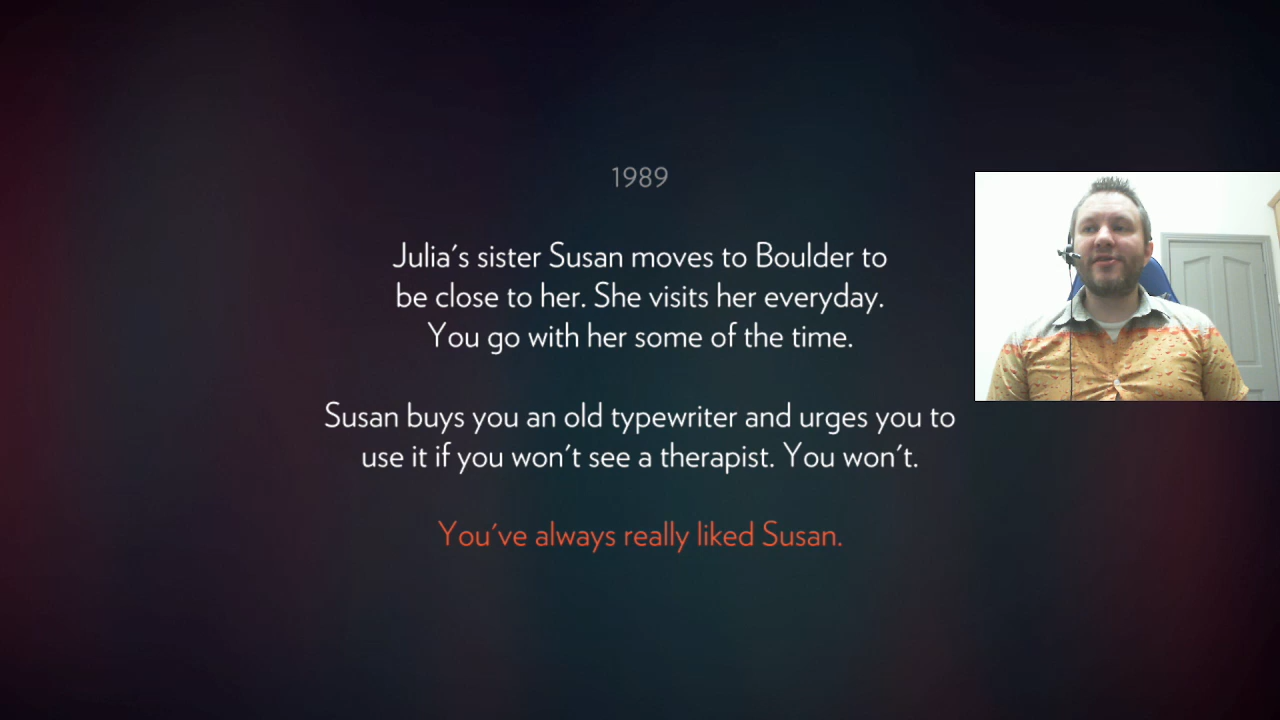 1989
Julia's sister Susan moves to Boulder to
be close to her. She visits her everyday.
You go with her some of the time.
Susan buys you an old typewriter and urges you to
use it if you won't see a therapist. You won't.
You've always really liked Susan.